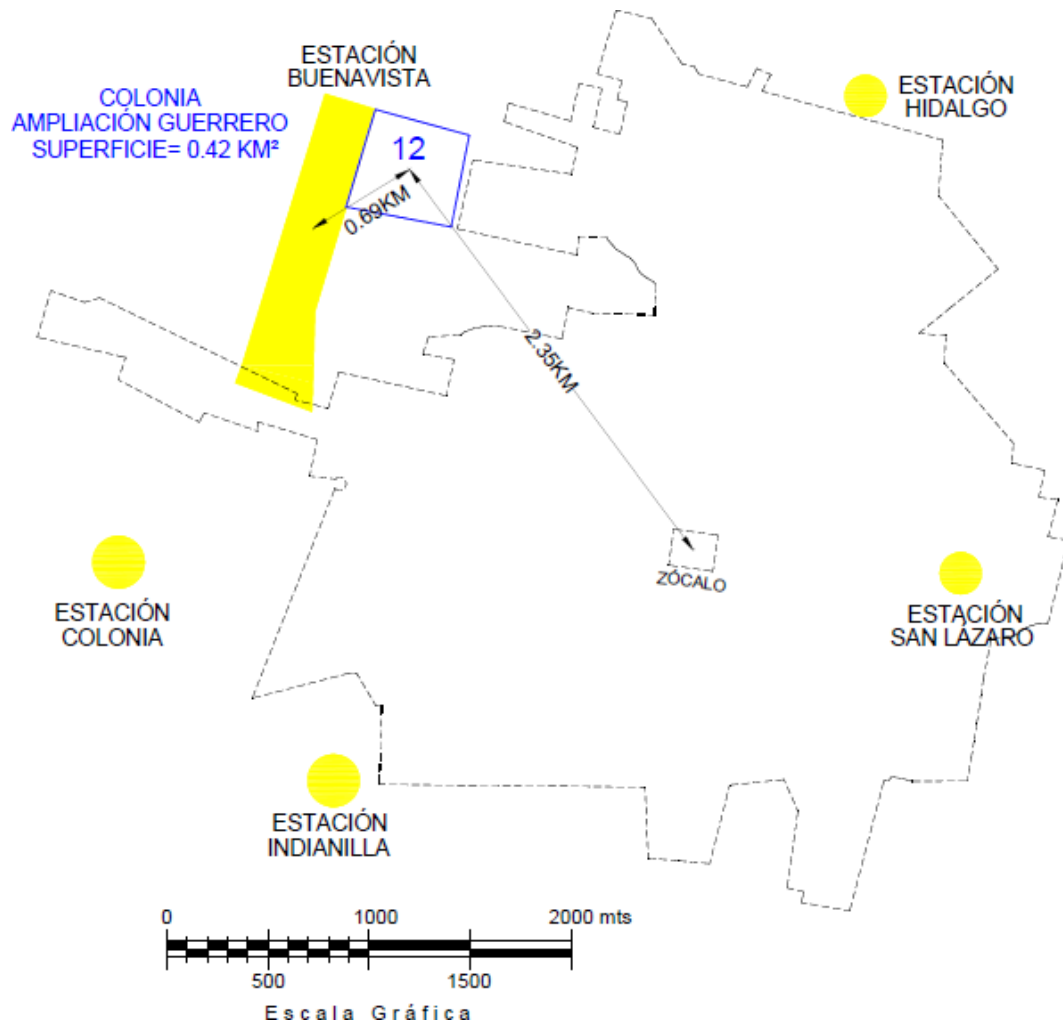 ESTACIÓN
BUENAVISTA
COLONIA
AMPLIACIÓN GUERRERO
SUPERFICIE= 0.42 KM²
ESTACIÓN
HIDALGO
12
0.69KM
2.35KM
ZÓCALO
ESTACIÓN
COLONIA
ESTACIÓN
SAN LÁZARO
ESTACIÓN
INDIANILLA
0 1000 2000 mts
500 1500
Escala Gráfica